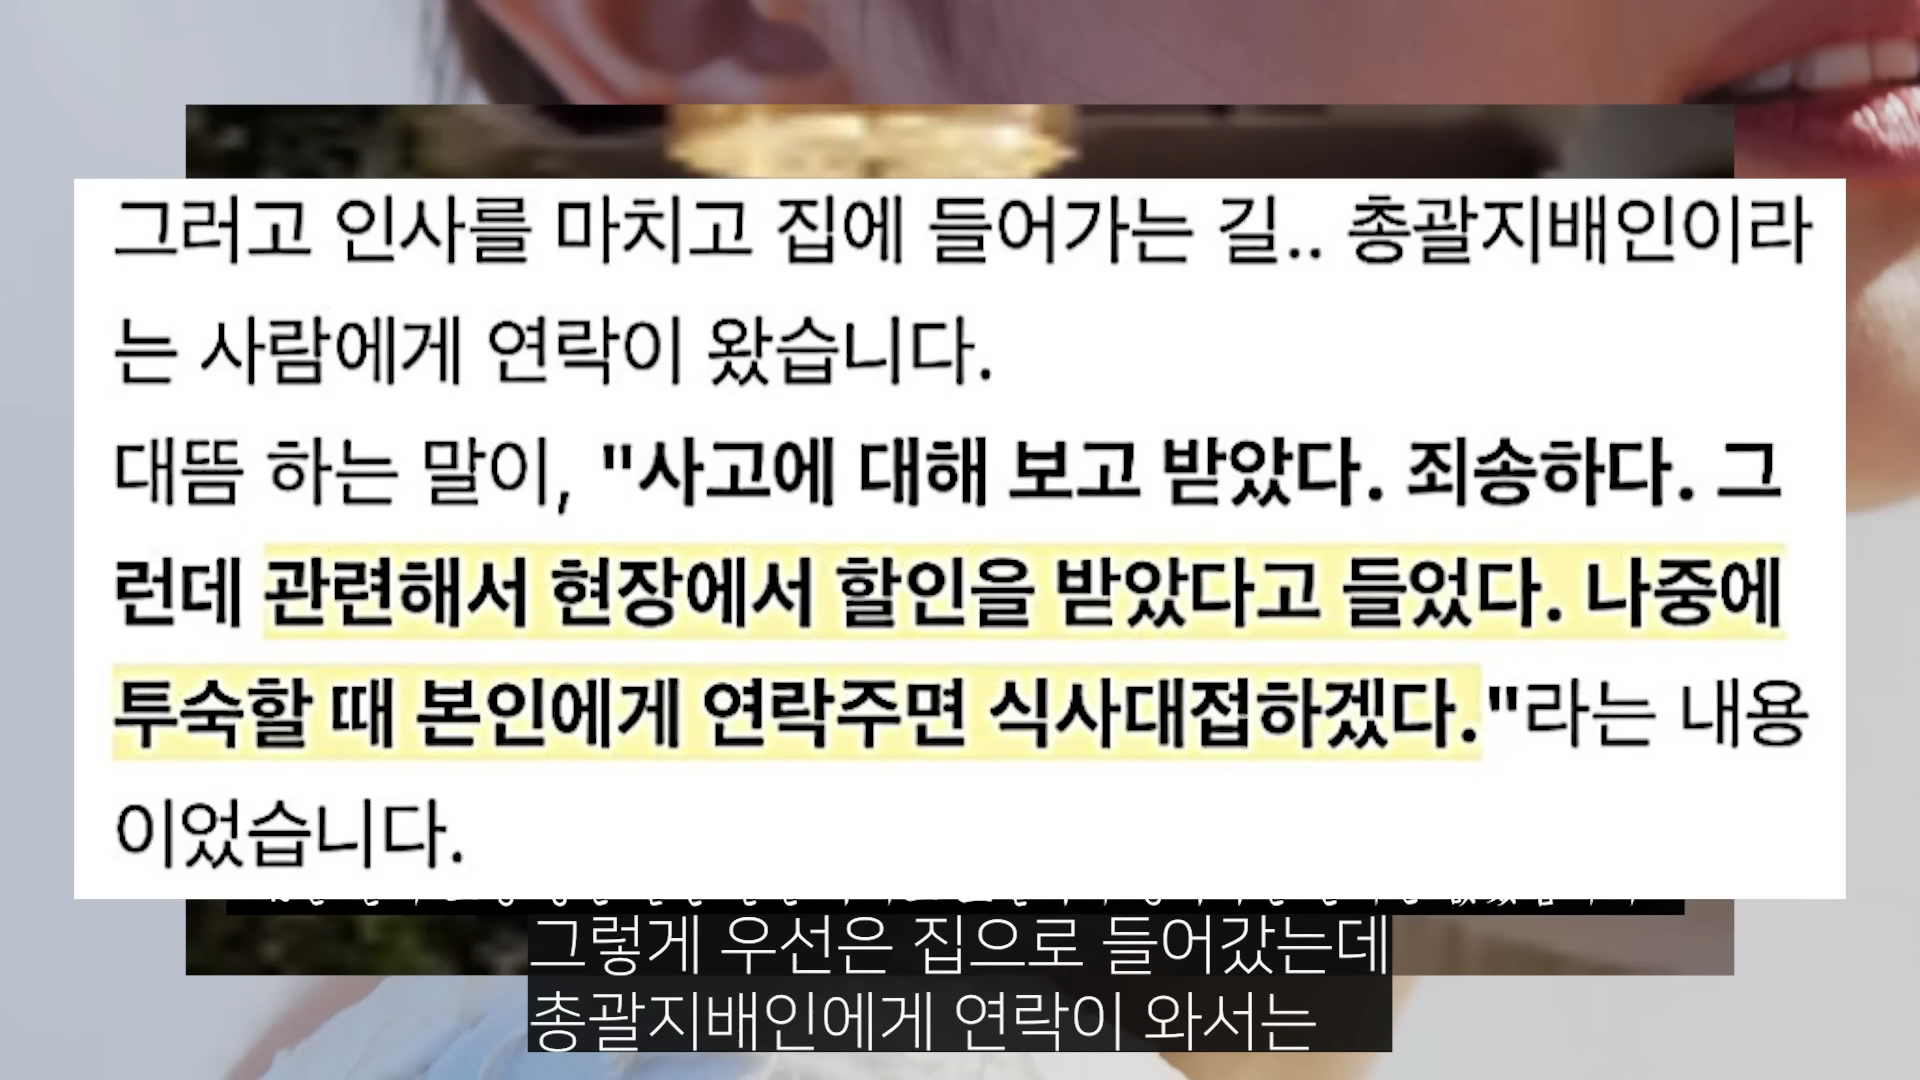 그러고 인사를 마치고 집에 들어가는 길.. 총괄지배인이라
는 사람에게 연락이 왔습니다.
대뜸 하는 말이, "사고에 대해 보고 받았다. 죄송하다. 그
런데 관련해서 현장에서 할인을 받았다고 들었다. 나중에
투숙할 때 본인에게 연락주면 식사대접하겠다."라는 내용
이었습니다.
그렇게 우선은 집으로 들어갔는데
총괄지배인에게 연락이 와서는